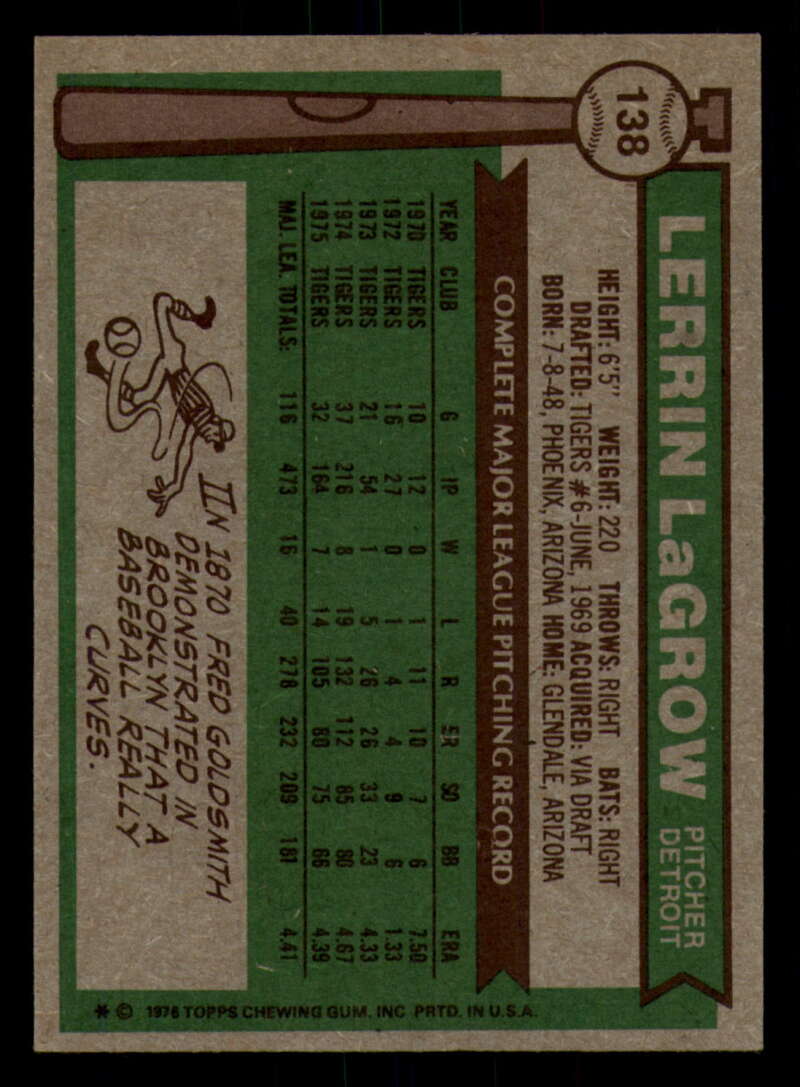 138
LERRIN LaGROW
PITCHER
DETROIT
HEIGHT: 6'5" WEIGHT: 220 THROWS: RIGHT BATS: RIGHT
DRAFTED: TIGERS #6-JUNE, 1969 ACQUIRED: VIA DRAFT
BORN: 7-8-48, PHOENIX, ARIZONA HOME: GLENDALE, ARIZONA
COMPLETE MAJOR LEAGUE PITCHING RECORD
YEAR CLUB G IP W L R ER SO BB ERA
1970 TIGERS 10 12 0 1 11 10 7 6 7.50
1972 TIGERS 16 27 0 1 4 4 9 6 1.33
1973 TIGERS 21 54 1 5 26 26 33 23 4.33
1974 TIGERS 37 216 8 19 132 112 85 80 4.67
1975 TIGERS 32 164 7 14 105 80 75 66 4.39
MAJ. LEA. TOTALS: 116 473 16 40 278 232 209 181 4.41
IN 1870 FRED GOLDSMITH
DEMONSTRATED IN
BROOKLYN THAT A
BASEBALL REALLY
CURVES.
* © 1976 TOPPS CHEWING GUM, INC PRTD. IN U.S.A.